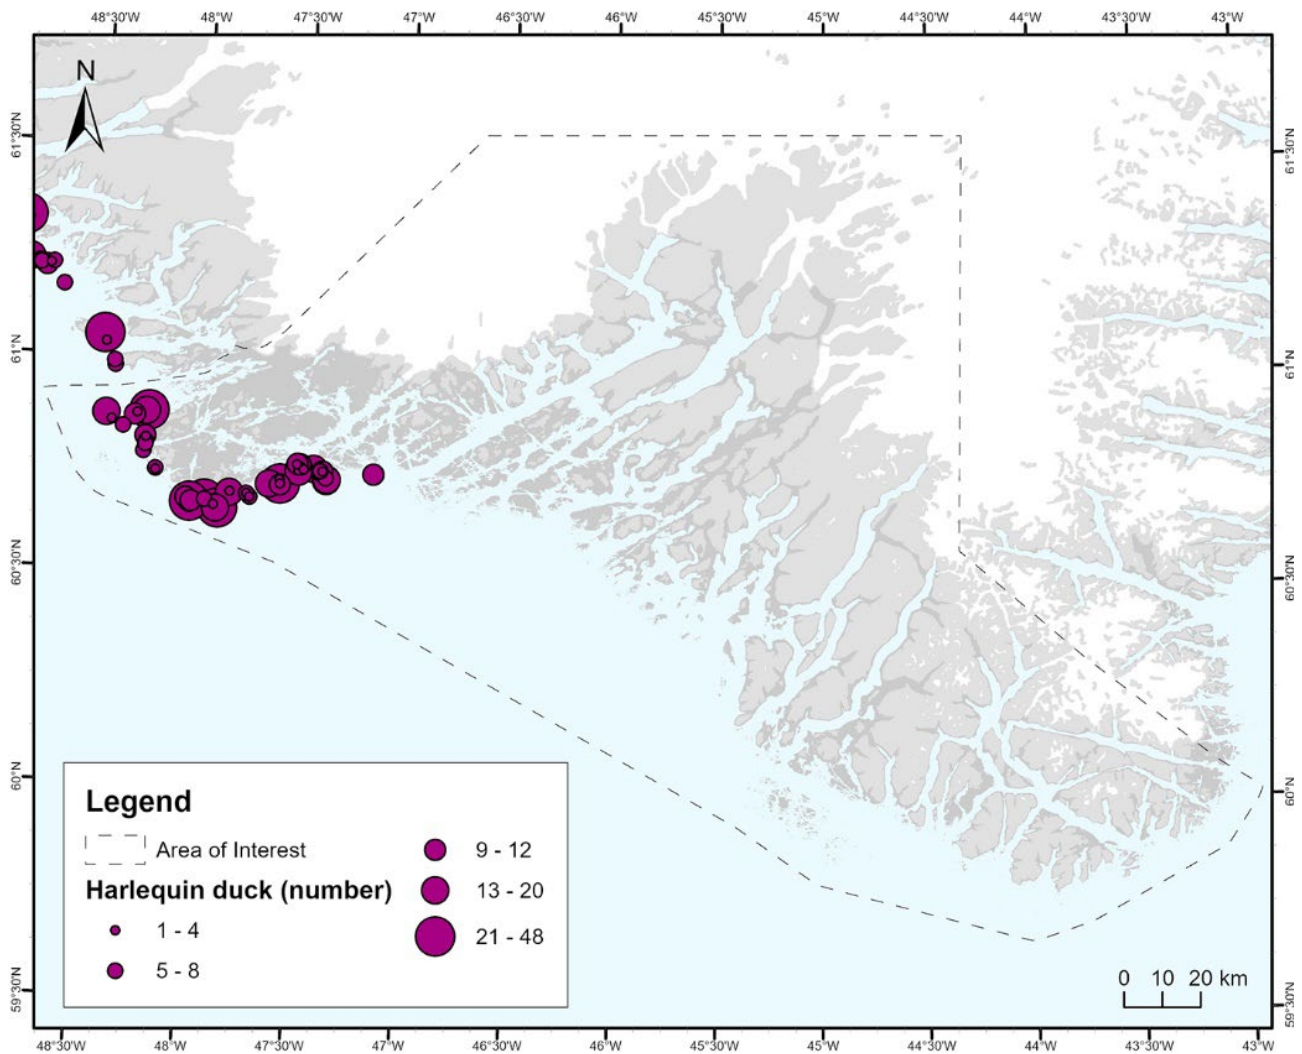 48°30'W 48°W 47°30'W 47°W 46°30'W 46°W 45°30'W 45°W 44°30'W 44°W 43°30'W 43°W
N
61°30'N 61°30'N
61°N 61°N
60°30'N 60°30'N
60°N 60°N
Legend
Area of Interest
Harlequin duck (number)
1 - 4
5 - 8
9 - 12
13 - 20
21 - 48
0 10 20 km
59°30'N 59°30'N
48°30'W 48°W 47°30'W 47°W 46°30'W 46°W 45°30'W 45°W 44°30'W 44°W 43°30'W 43°W